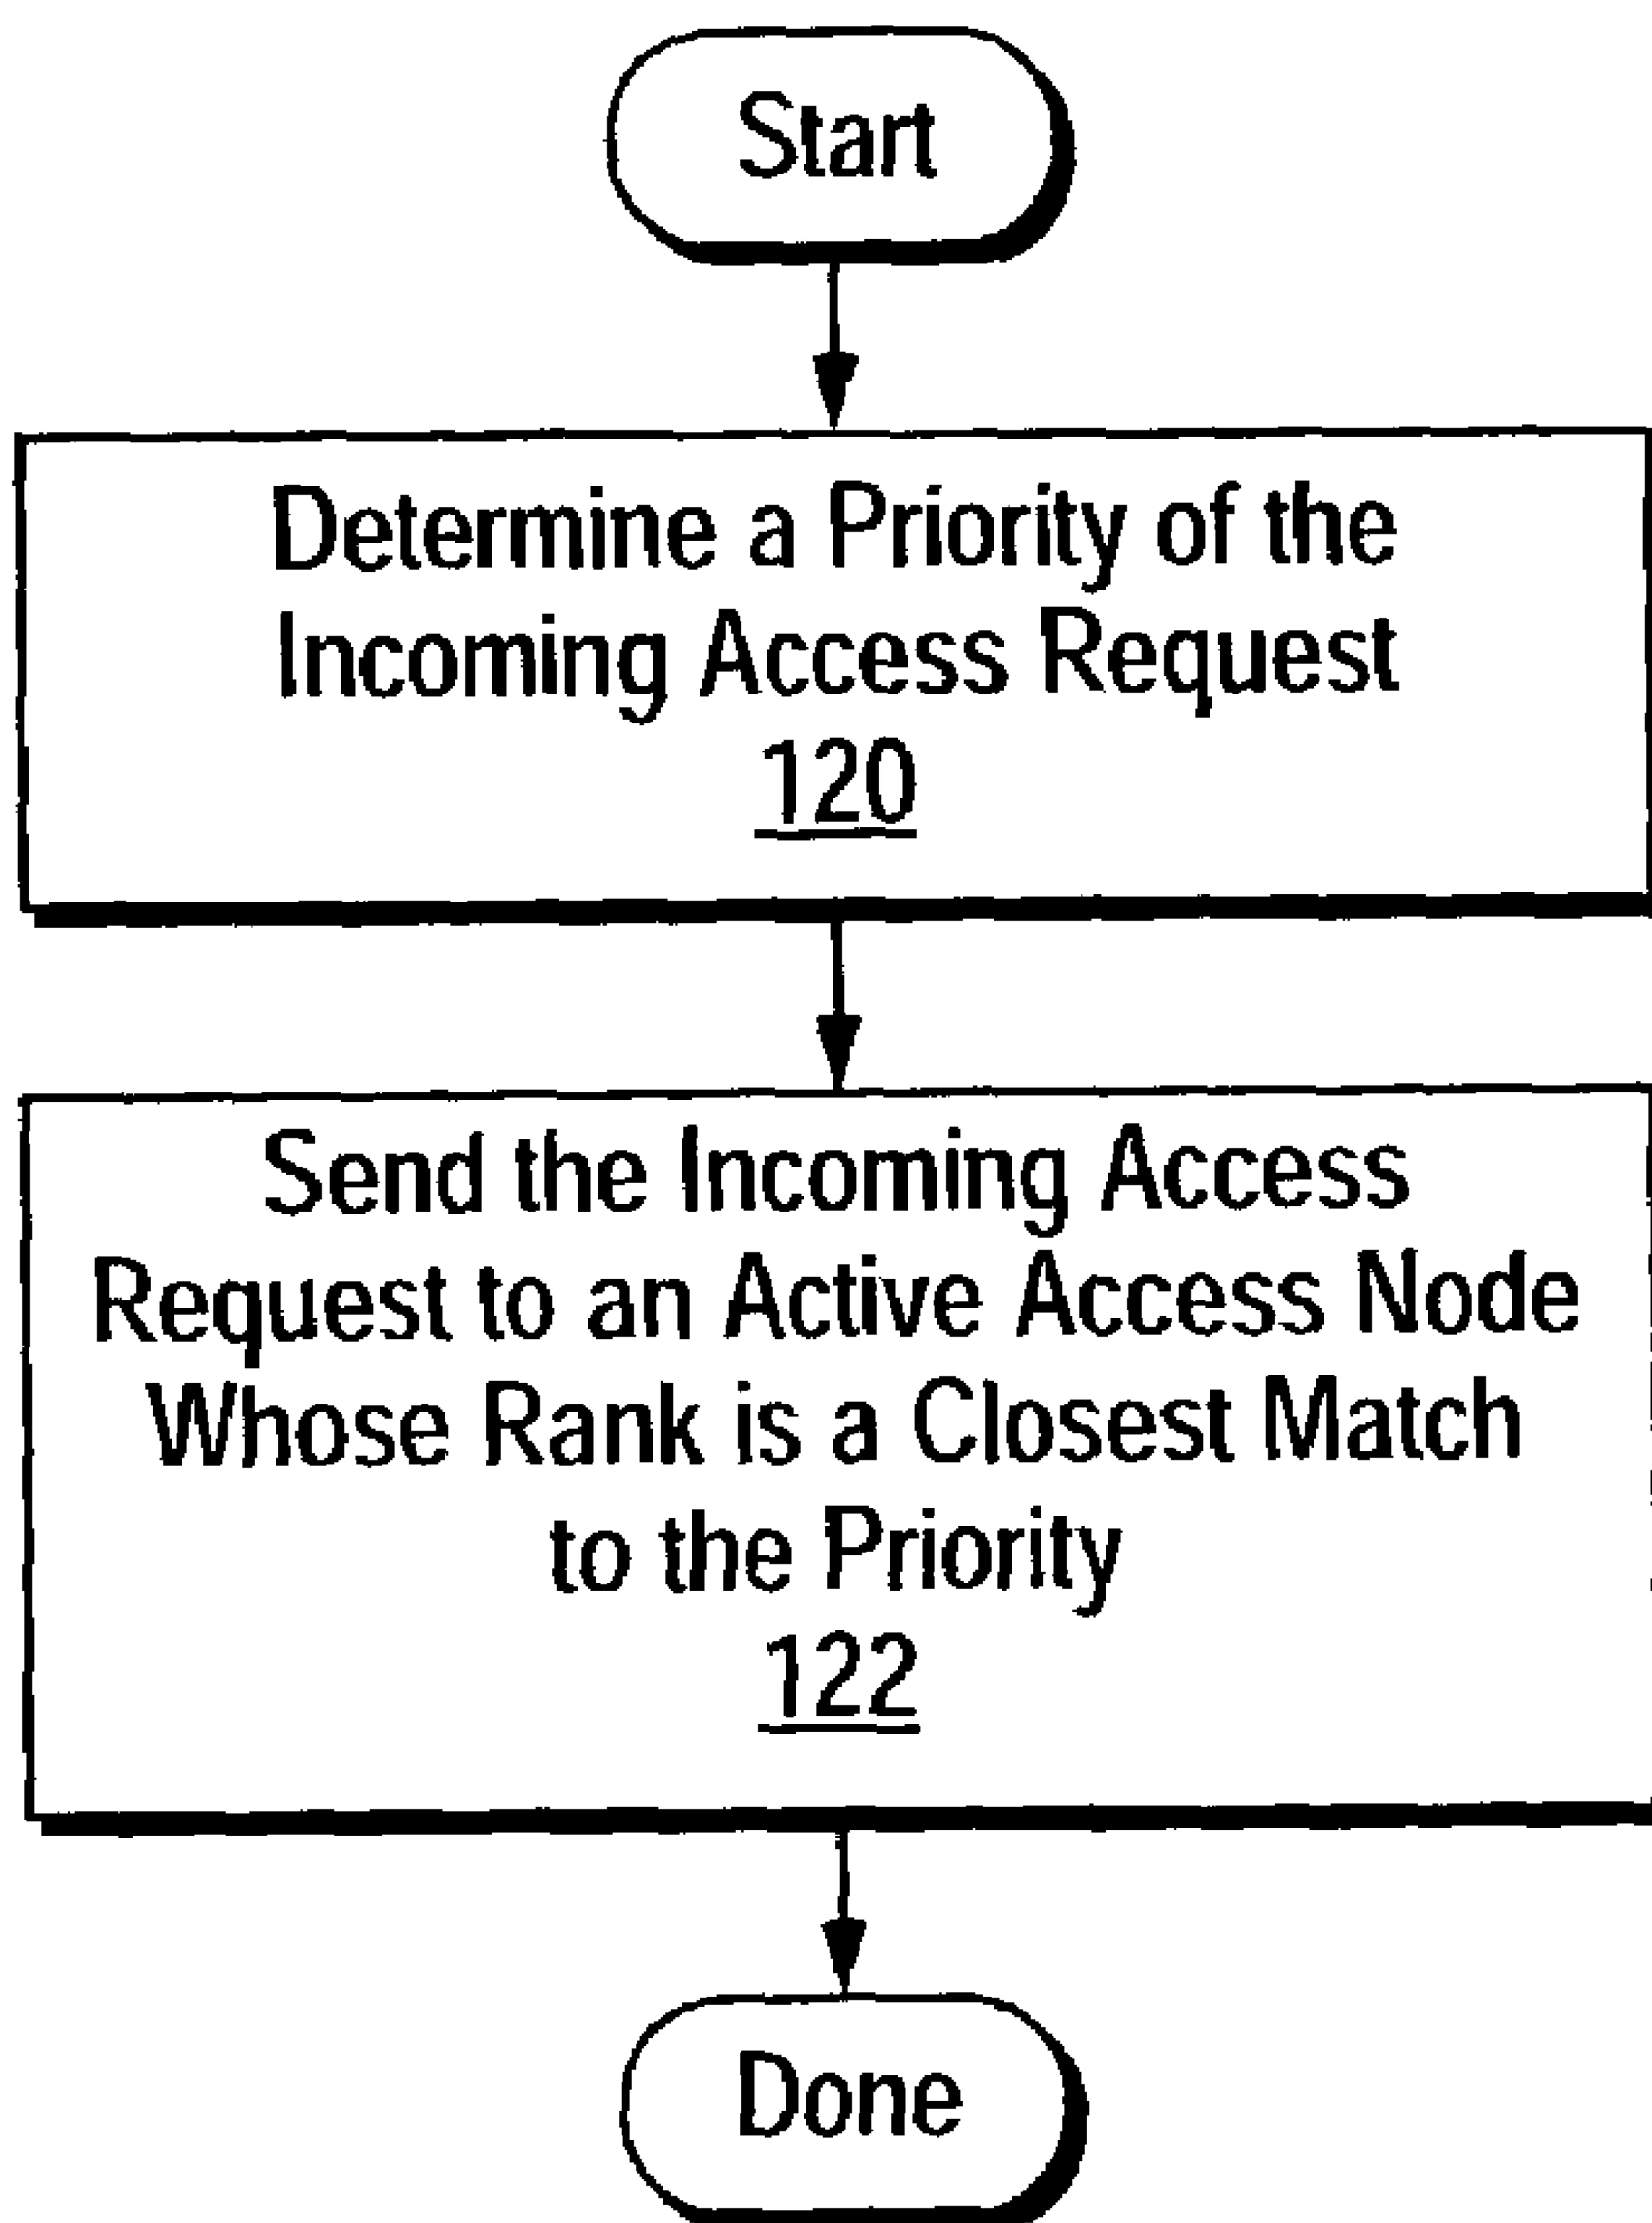 Start
Determine a Priority of the
Incoming Access Request
120
Send the Incoming Access
Request to an Active Access Node
Whose Rank is a Closest Match
to the Priority
122
Done